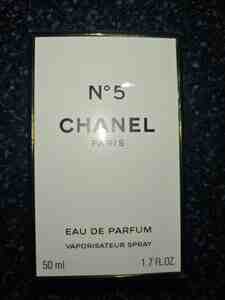 N°5
CHANEL
PARIS
EAU DE PARFUM
VAPORISATEUR SPRAY
50 ml 1.7 FL.OZ.